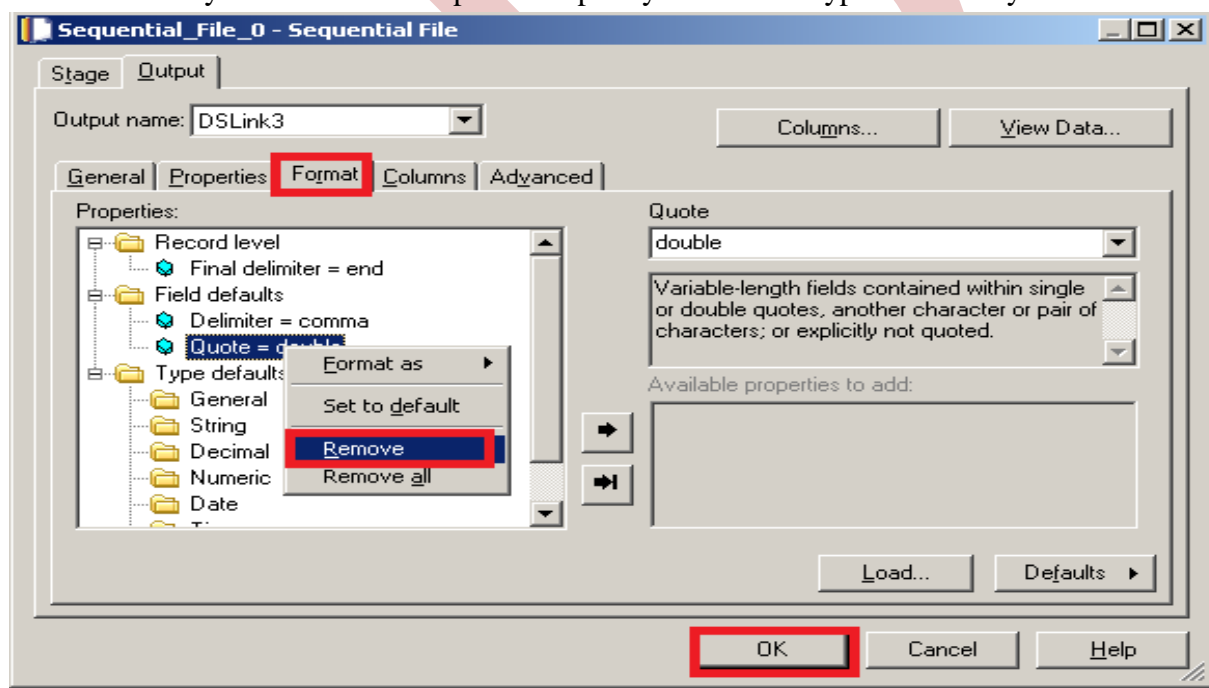 Sequential_File_0 - Sequential File
Stage Output
Output name: DSLink3
Columns... View Data...
General Properties Format Columns Advanced
Properties:
Record level
Final delimiter = end
Field defaults
Delimiter = comma
Quote = double
Type defaults
General
String
Decimal
Numeric
Date
Format as
Set to default
Remove
Remove all
Quote
double
Variable-length fields contained within single
or double quotes, another character or pair of
characters; or explicitly not quoted.
Available properties to add:
Load... Defaults
OK Cancel Help